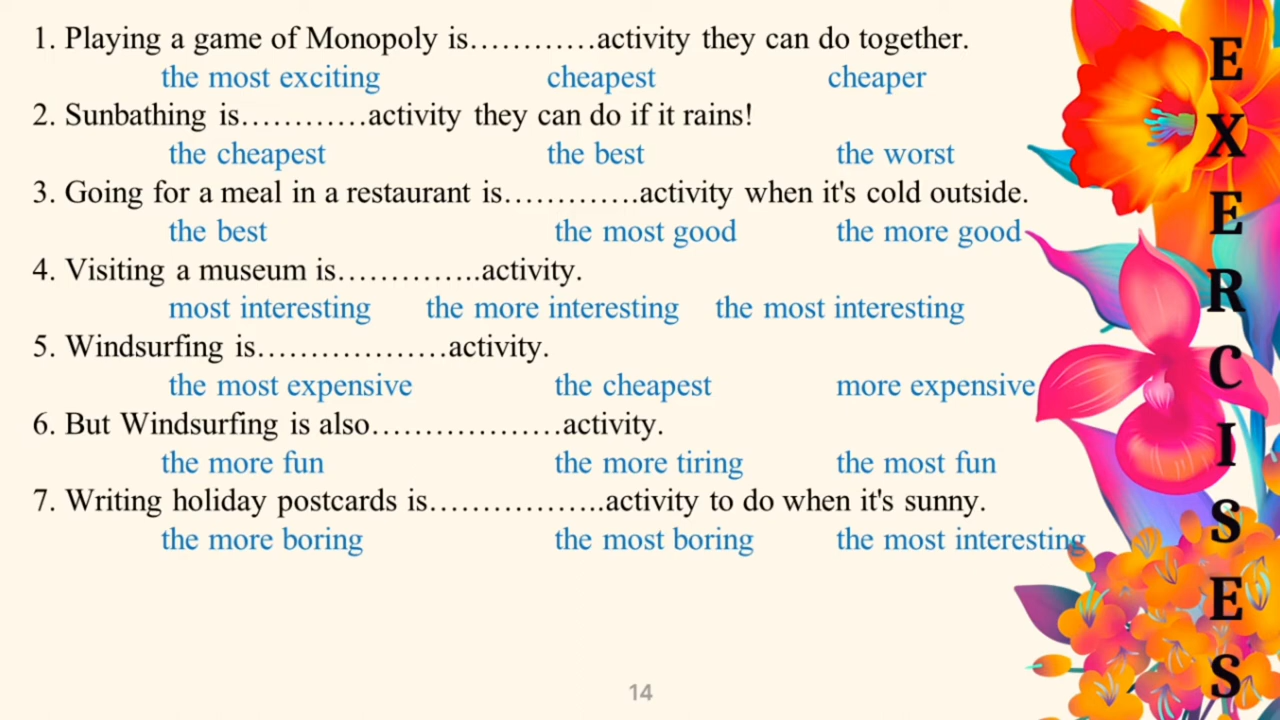 1. Playing a game of Monopoly is…………activity they can do together.
the most exciting cheapest cheaper
2. Sunbathing is…………activity they can do if it rains!
the cheapest the best the worst
3. Going for a meal in a restaurant is………….activity when it's cold outside.
the best the most good the more good
4. Visiting a museum is…………..activity.
most interesting the more interesting the most interesting
5. Windsurfing is………………activity.
the most expensive the cheapest more expensive
6. But Windsurfing is also………………activity.
the more fun the more tiring the most fun
7. Writing holiday postcards is……………..activity to do when it's sunny.
the more boring the most boring the most interesting
14
E
X
E
R
C
I
S
E
S